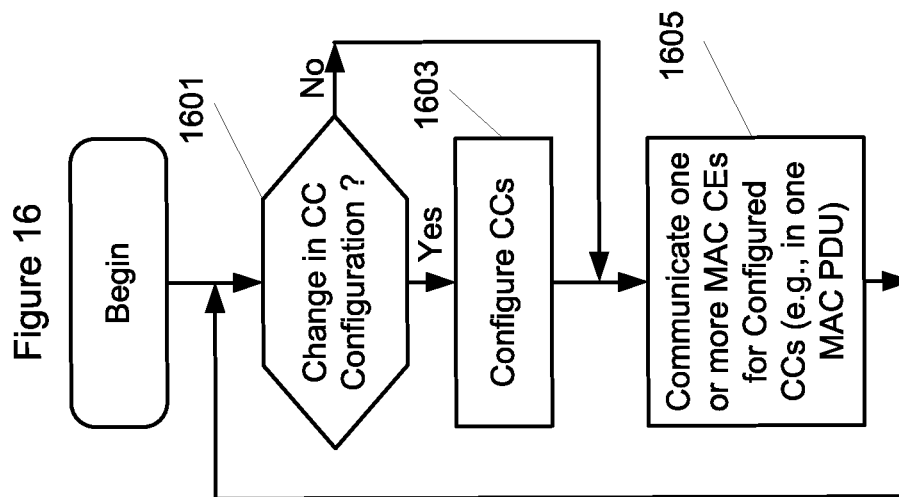 Figure 16
Begin
1601
Change in CC
Configuration ?
No
Yes
1603
Configure CCs
1605
Communicate one
or more MAC CEs
for Configured
CCs (e.g., in one
MAC PDU)